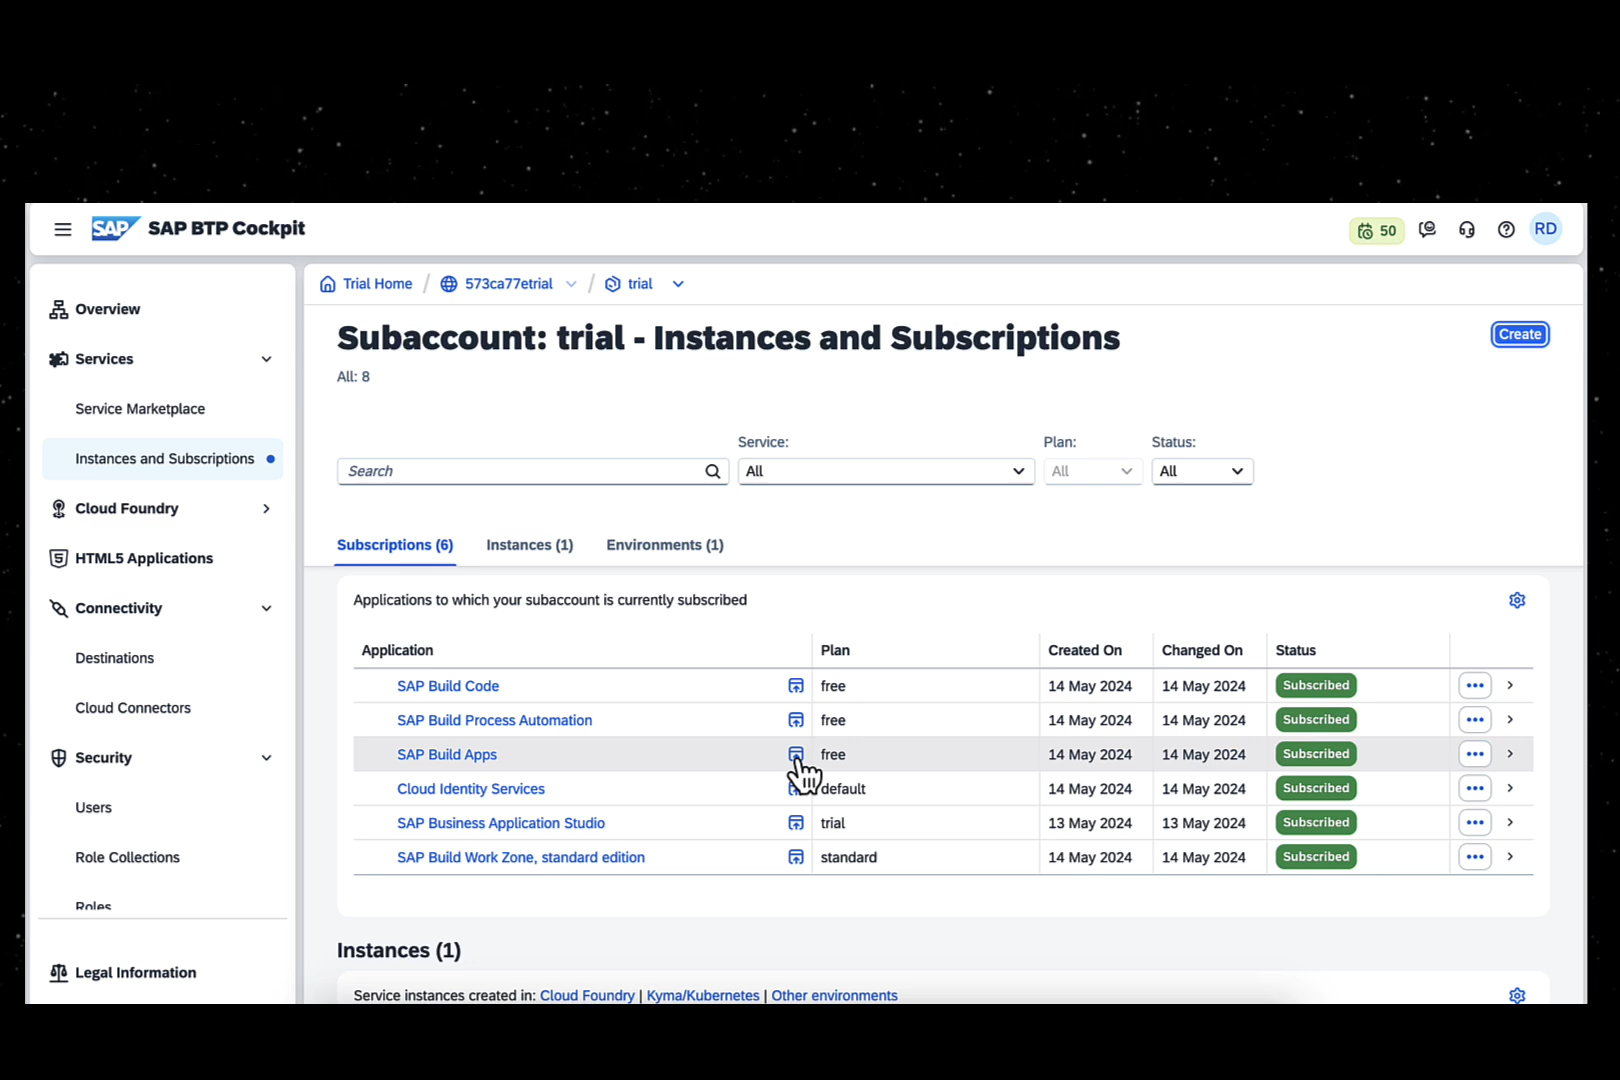 SAP SAP BTP Cockpit
50
RD
Overview
Services
Service Marketplace
Instances and Subscriptions
Cloud Foundry
HTML5 Applications
Connectivity
Destinations
Cloud Connectors
Security
Users
Role Collections
Roles
Legal Information
Trial Home / 573ca77etrial / trial
Subaccount: trial - Instances and Subscriptions
Create
All: 8
Service: Plan: Status:
Search All All All
Subscriptions (6) Instances (1) Environments (1)
Applications to which your subaccount is currently subscribed
Application Plan Created On Changed On Status
SAP Build Code free 14 May 2024 14 May 2024 Subscribed
SAP Build Process Automation free 14 May 2024 14 May 2024 Subscribed
SAP Build Apps free 14 May 2024 14 May 2024 Subscribed
Cloud Identity Services default 14 May 2024 14 May 2024 Subscribed
SAP Business Application Studio trial 13 May 2024 13 May 2024 Subscribed
SAP Build Work Zone, standard edition standard 14 May 2024 14 May 2024 Subscribed
Instances (1)
Service instances created in: Cloud Foundry | Kyma/Kubernetes | Other environments